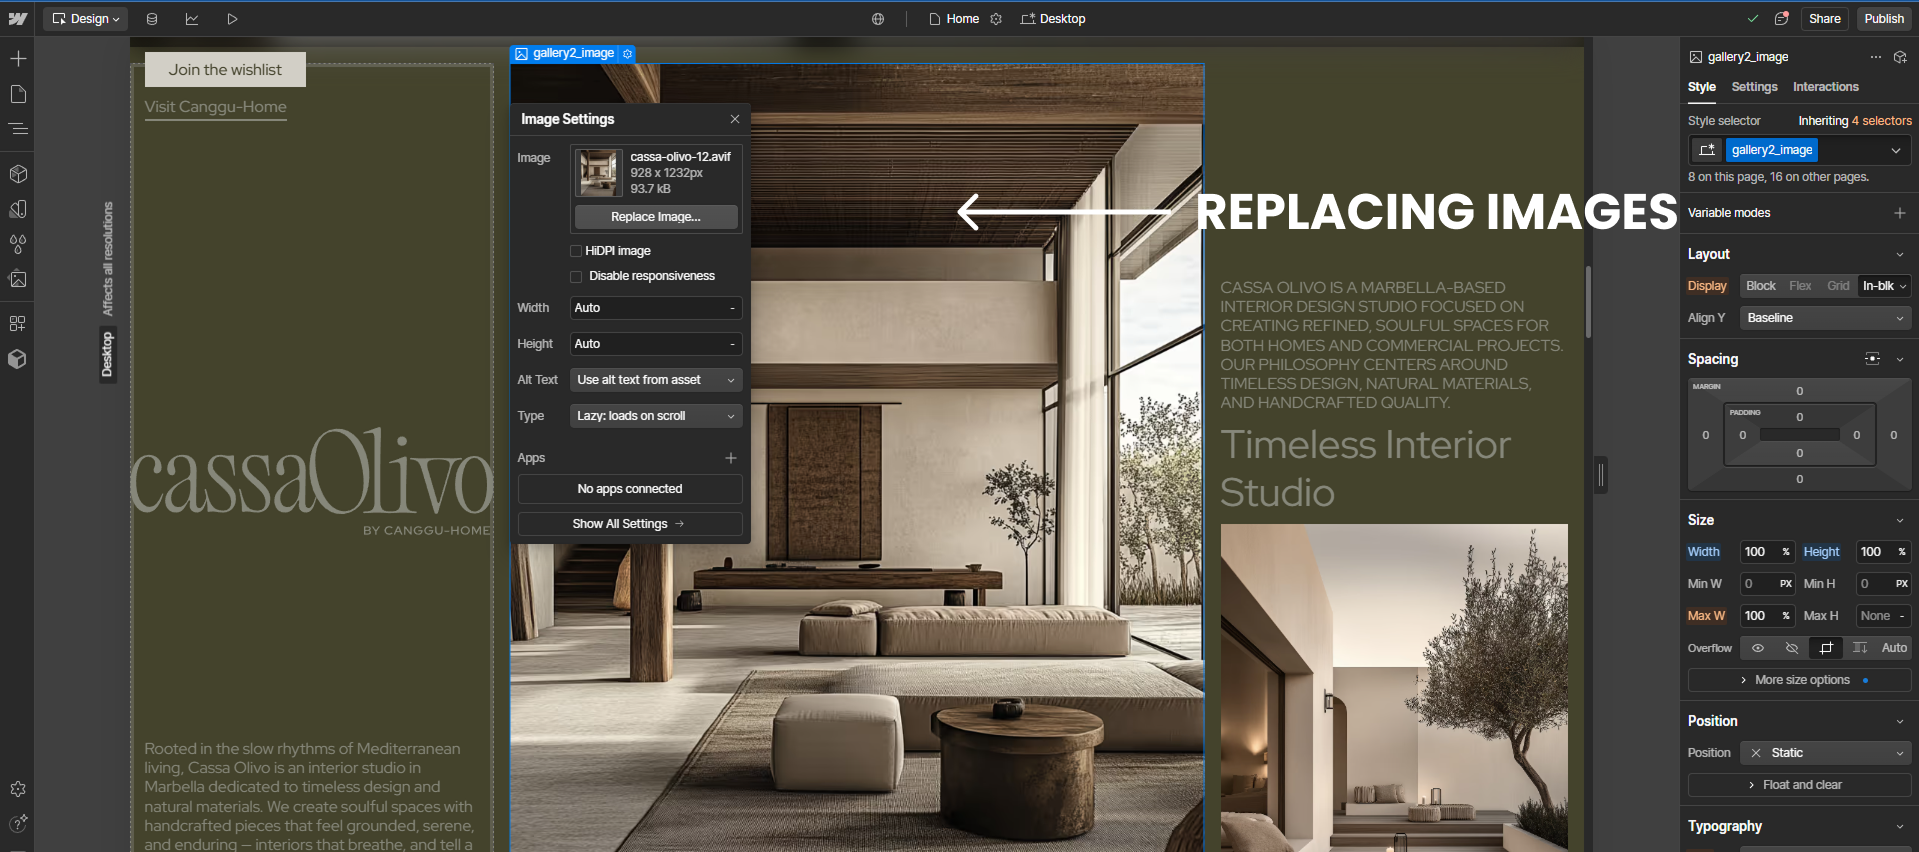 Design
Home
Desktop
Share
Publish
gallery2_image
Join the wishlist
Visit Canggu-Home
Affects all resolutions
Desktop
cassaOlivo
BY CANGGU-HOME
Rooted in the slow rhythms of Mediterranean
living, Cassa Olivo is an interior studio in
Marbella dedicated to timeless design and
natural materials. We create soulful spaces with
handcrafted pieces that feel grounded, serene,
and enduring — interiors that breathe, and tell a
Image Settings
Image
cassa-olivo-12.avif
928 x 1232px
93.7 kB
Replace Image...
HiDPI image
Disable responsiveness
Width Auto -
Height Auto -
Alt Text Use alt text from asset
Type Lazy: loads on scroll
Apps
No apps connected
Show All Settings
REPLACING IMAGES
CASSA OLIVO IS A MARBELLA-BASED
INTERIOR DESIGN STUDIO FOCUSED ON
CREATING REFINED, SOULFUL SPACES FOR
BOTH HOMES AND COMMERCIAL PROJECTS.
OUR PHILOSOPHY CENTERS AROUND
TIMELESS DESIGN, NATURAL MATERIALS,
AND HANDCRAFTED QUALITY.
Timeless Interior
Studio
gallery2_image
Style Settings Interactions
Style selector Inheriting 4 selectors
gallery2_image
8 on this page, 16 on other pages.
Variable modes
Layout
Display Block Flex Grid In-blk
Align Y Baseline
Spacing
MARGIN
0
PADDING
0
0 0 0 0
0
0
Size
Width 100 % Height 100 %
Min W 0 PX Min H 0 PX
Max W 100 % Max H None -
Overflow Auto
More size options
Position
Position Static
Float and clear
Typography